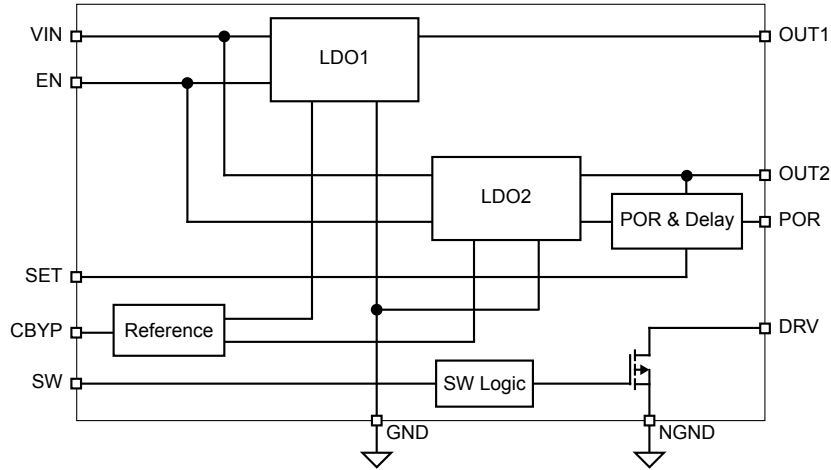 VIN
OUT1
LDO1
EN
OUT2
LDO2
POR & Delay
POR
SET
CBYP
Reference
DRV
SW
SW Logic
GND
NGND